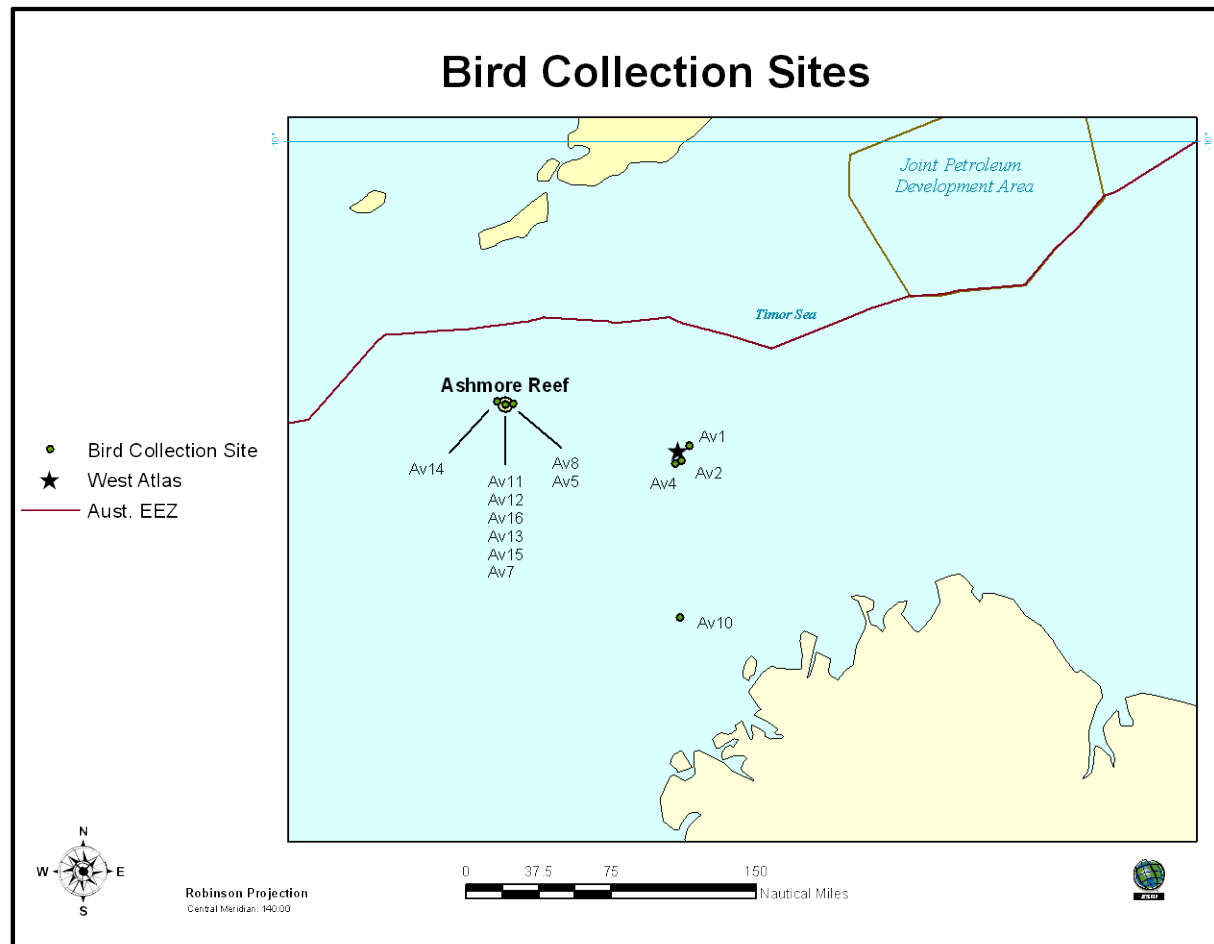 Bird Collection Sites
-10°
-10°
Joint Petroleum
Development Area
Timor Sea
Ashmore Reef
Av14
Av11
Av12
Av16
Av13
Av15
Av7
Av8
Av5
Av1
Av2
Av4
Av10
Bird Collection Site
West Atlas
Aust. EEZ
N
W
E
S
Robinson Projection
Central Meridian: 140.00
0 37.5 75 150
Nautical Miles
ESRI